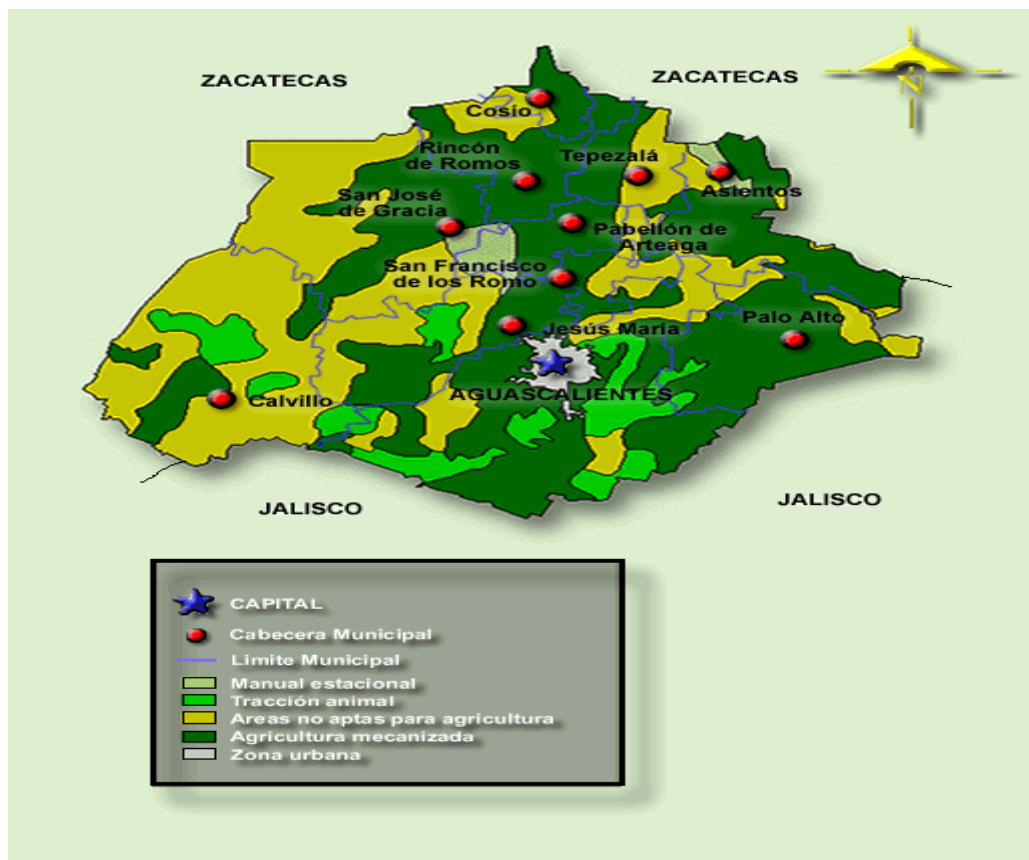 ZACATECAS
ZACATECAS
N
Cosío
Rincón
de Romos
Tepezalá
Asientos
San José
de Gracia
Pabellón de
Arteaga
San Francisco
de los Romo
Palo Alto
Jesús María
AGUASCALIENTES
Calvillo
JALISCO
JALISCO
CAPITAL
Cabecera Municipal
Limite Municipal
Manual estacional
Tracción animal
Areas no aptas para agricultura
Agricultura mecanizada
Zona urbana